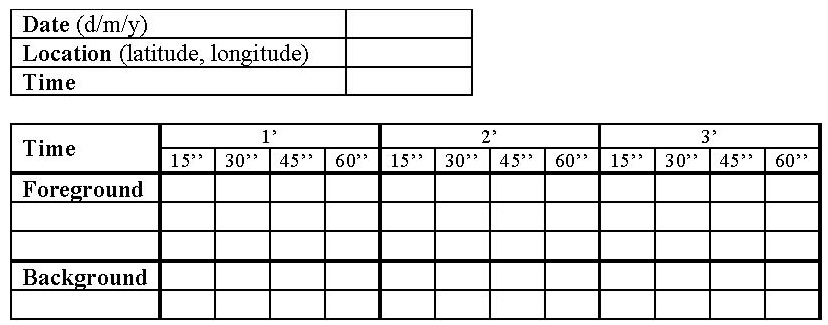 Date (d/m/y)
Location (latitude, longitude)
Time
Time 1’ 2’ 3’
15’’ 30’’ 45’’ 60’’ 15’’ 30’’ 45’’ 60’’ 15’’ 30’’ 45’’ 60’’
Foreground
Background